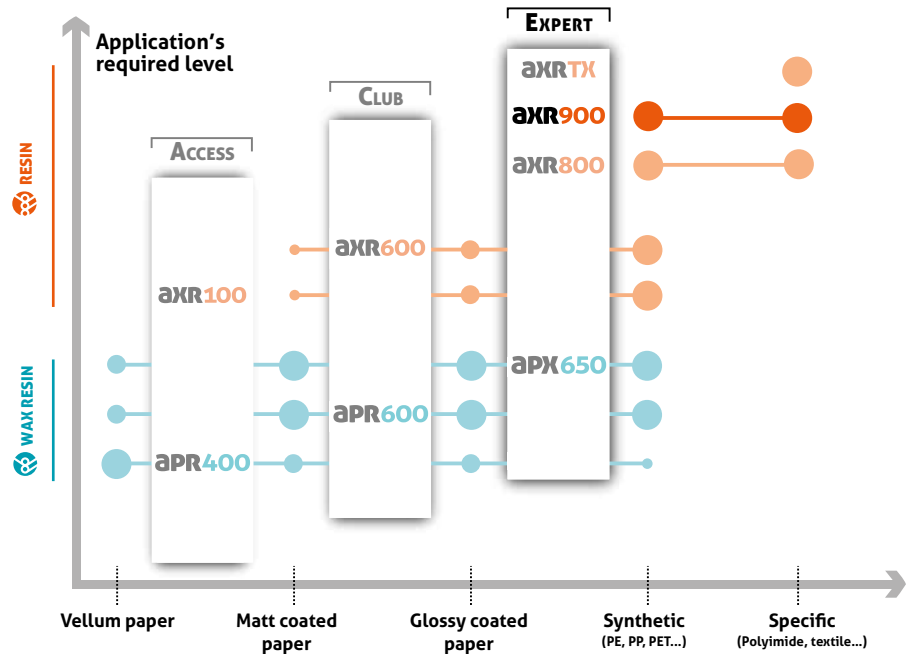 Application's
required level
EXPERT
CLUB
ACCESS
aXRTX
aXR900
aXR800
aXR600
aXR100
aPX650
aPR600
aPR400
RESIN
WAX RESIN
Vellum paper
Matt coated
paper
Glossy coated
paper
Synthetic
(PE, PP, PET...)
Specific
(Polyimide, textile...)